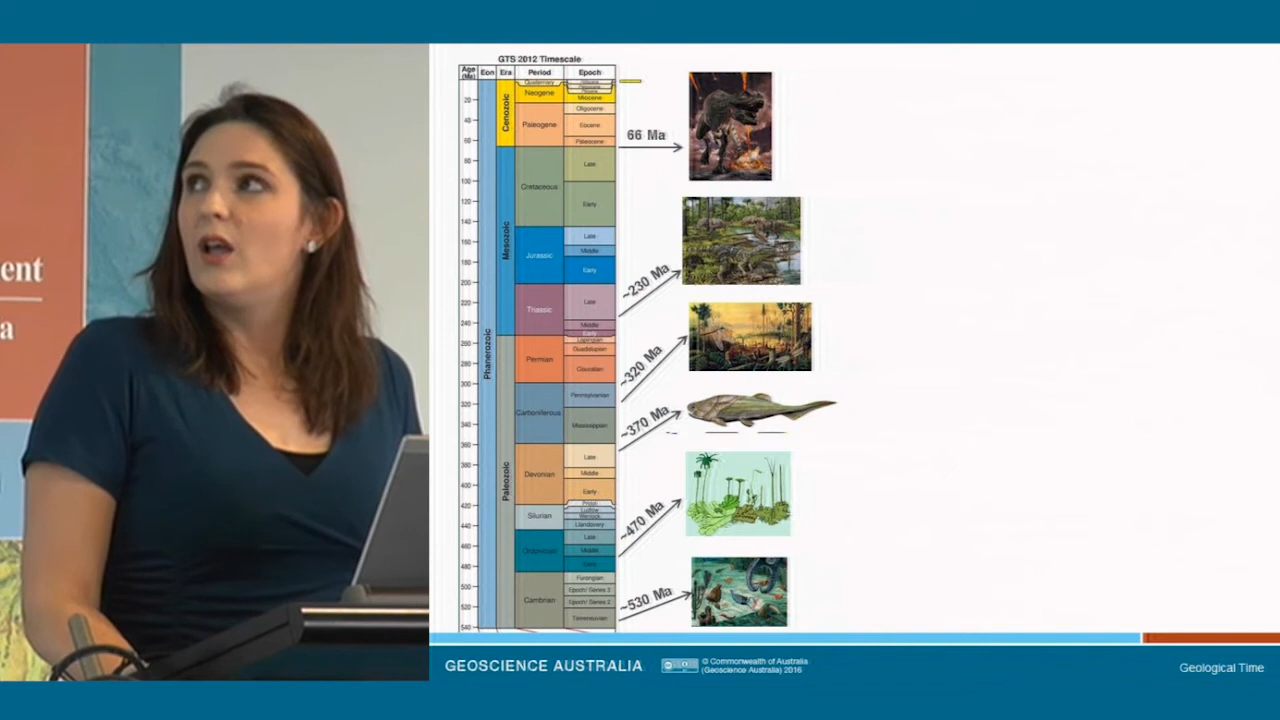 ent
a
GTS 2012 Timescale
Age (Ma) Eon Era Period Epoch
Phanerozoic
Cenozoic
Mesozoic
Paleozoic
Quaternary
Neogene
Miocene
Paleogene
Oligocene
Eocene
Paleocene
Cretaceous
Late
Early
Jurassic
Late
Middle
Early
Triassic
Late
Middle
Early
Permian
Lopingian
Guadalupian
Cisuralian
Carboniferous
Pennsylvanian
Mississippian
Devonian
Late
Middle
Early
Silurian
Pridoli
Ludlow
Wenlock
Llandovery
Ordovician
Late
Middle
Early
Cambrian
Furongian
Epoch/ Series 3
Epoch/ Series 2
Terreneuvian
20
40
60
80
100
120
140
160
180
200
220
240
260
280
300
320
340
360
380
400
420
440
460
480
500
520
540
66 Ma
~230 Ma
~320 Ma
~370 Ma
~470 Ma
~530 Ma
GEOSCIENCE AUSTRALIA
© Commonwealth of Australia
(Geoscience Australia) 2016
Geological Time